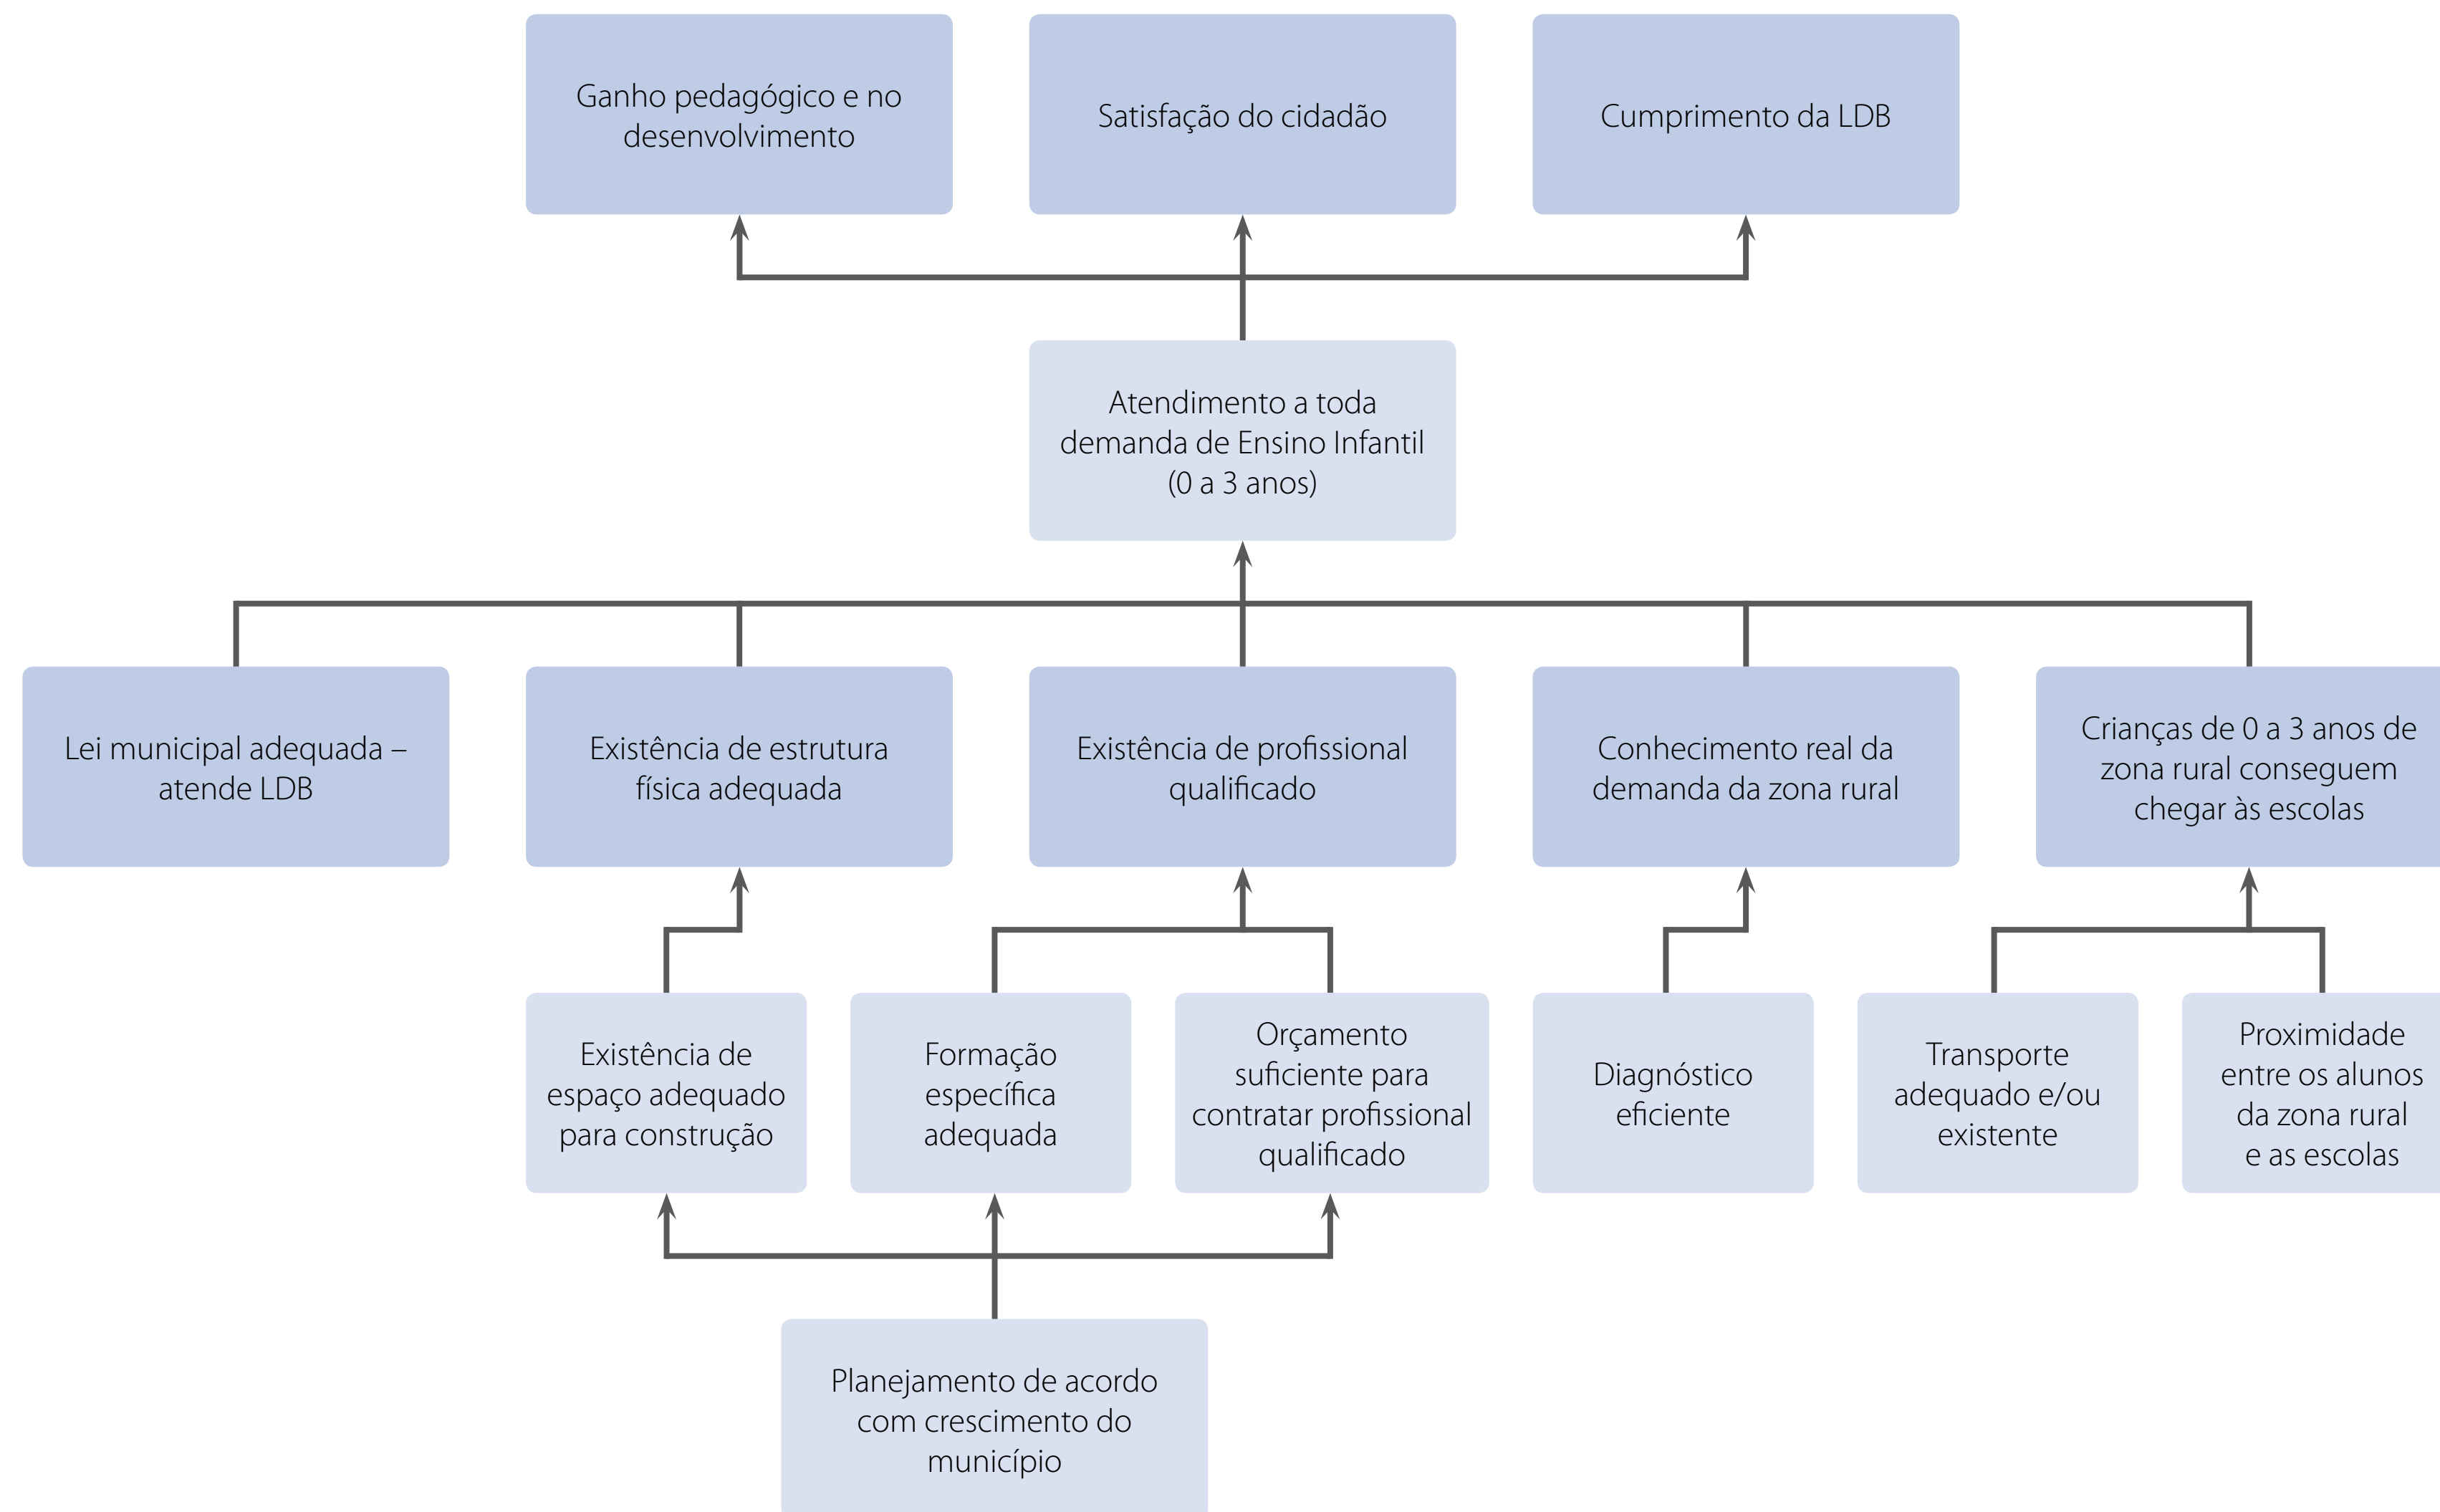 Ganho pedagógico e no
desenvolvimento
Satisfação do cidadão
Cumprimento da LDB
Atendimento a toda
demanda de Ensino Infantil
(0 a 3 anos)
Lei municipal adequada –
atende LDB
Existência de estrutura
física adequada
Existência de profissional
qualificado
Conhecimento real da
demanda da zona rural
Crianças de 0 a 3 anos de
zona rural conseguem
chegar às escolas
Existência de
espaço adequado
para construção
Formação
específica
adequada
Orçamento
suficiente para
contratar profissional
qualificado
Diagnóstico
eficiente
Transporte
adequado e/ou
existente
Proximidade
entre os alunos
da zona rural
e as escolas
Planejamento de acordo
com crescimento do
município